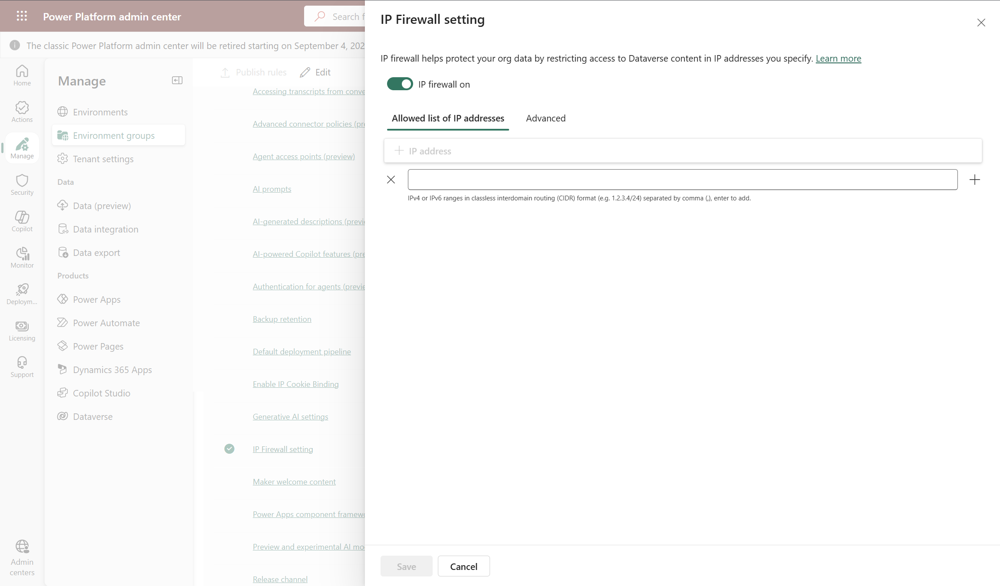 Power Platform admin center
Search f
The classic Power Platform admin center will be retired starting on September 4, 202
Home
Actions
Manage
Security
Copilot
Monitor
Deploym...
Licensing
Support
Admin
centers
Manage
Environments
Environment groups
Tenant settings
Data
Data (preview)
Data integration
Data export
Products
Power Apps
Power Automate
Power Pages
Dynamics 365 Apps
Copilot Studio
Dataverse
Publish rules
Edit
Accessing transcripts from conve
Advanced connector policies (pre
Agent access points (preview)
AI prompts
AI-generated descriptions (previe
AI-powered Copilot features (pre
Authentication for agents (previe
Backup retention
Default deployment pipeline
Enable IP Cookie Binding
Generative AI settings
IP Firewall setting
Maker welcome content
Power Apps component framewo
Preview and experimental AI mo
Release channel
IP Firewall setting
IP firewall helps protect your org data by restricting access to Dataverse content in IP addresses you specify. Learn more
IP firewall on
Allowed list of IP addresses
Advanced
IP address
IPv4 or IPv6 ranges in classless interdomain routing (CIDR) format (e.g. 1.2.3.4/24) separated by comma (,), enter to add.
Save
Cancel